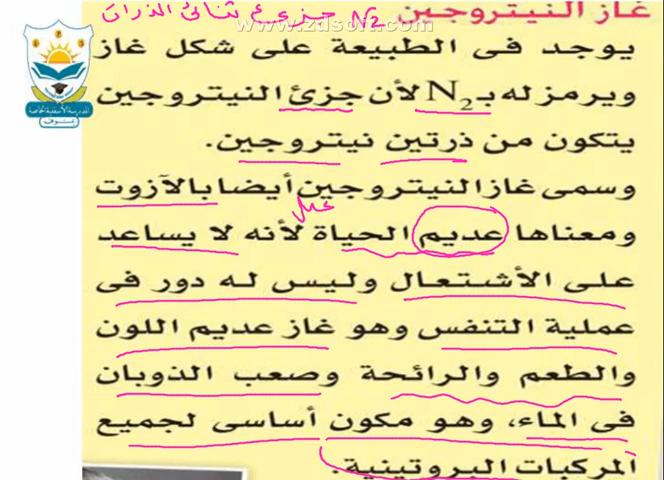 غاز النيتروجين N₂ جزئ ثنائى الذرات
www.zdsoft.com
يوجد فى الطبيعة على شكل غاز
ويرمز له بـ N₂ لأن جزئ النيتروجين
يتكون من ذرتين نيتروجين.
وسمى غاز النيتروجين أيضا بالآزوت
علل
ومعناها عديم الحياة لأنه لا يساعد
على الأشتعال وليس له دور فى
عملية التنفس وهو غاز عديم اللون
والطعم والرائحة وصعب الذوبان
فى الماء، وهو مكون أساسى لجميع
المركبات البروتينية.